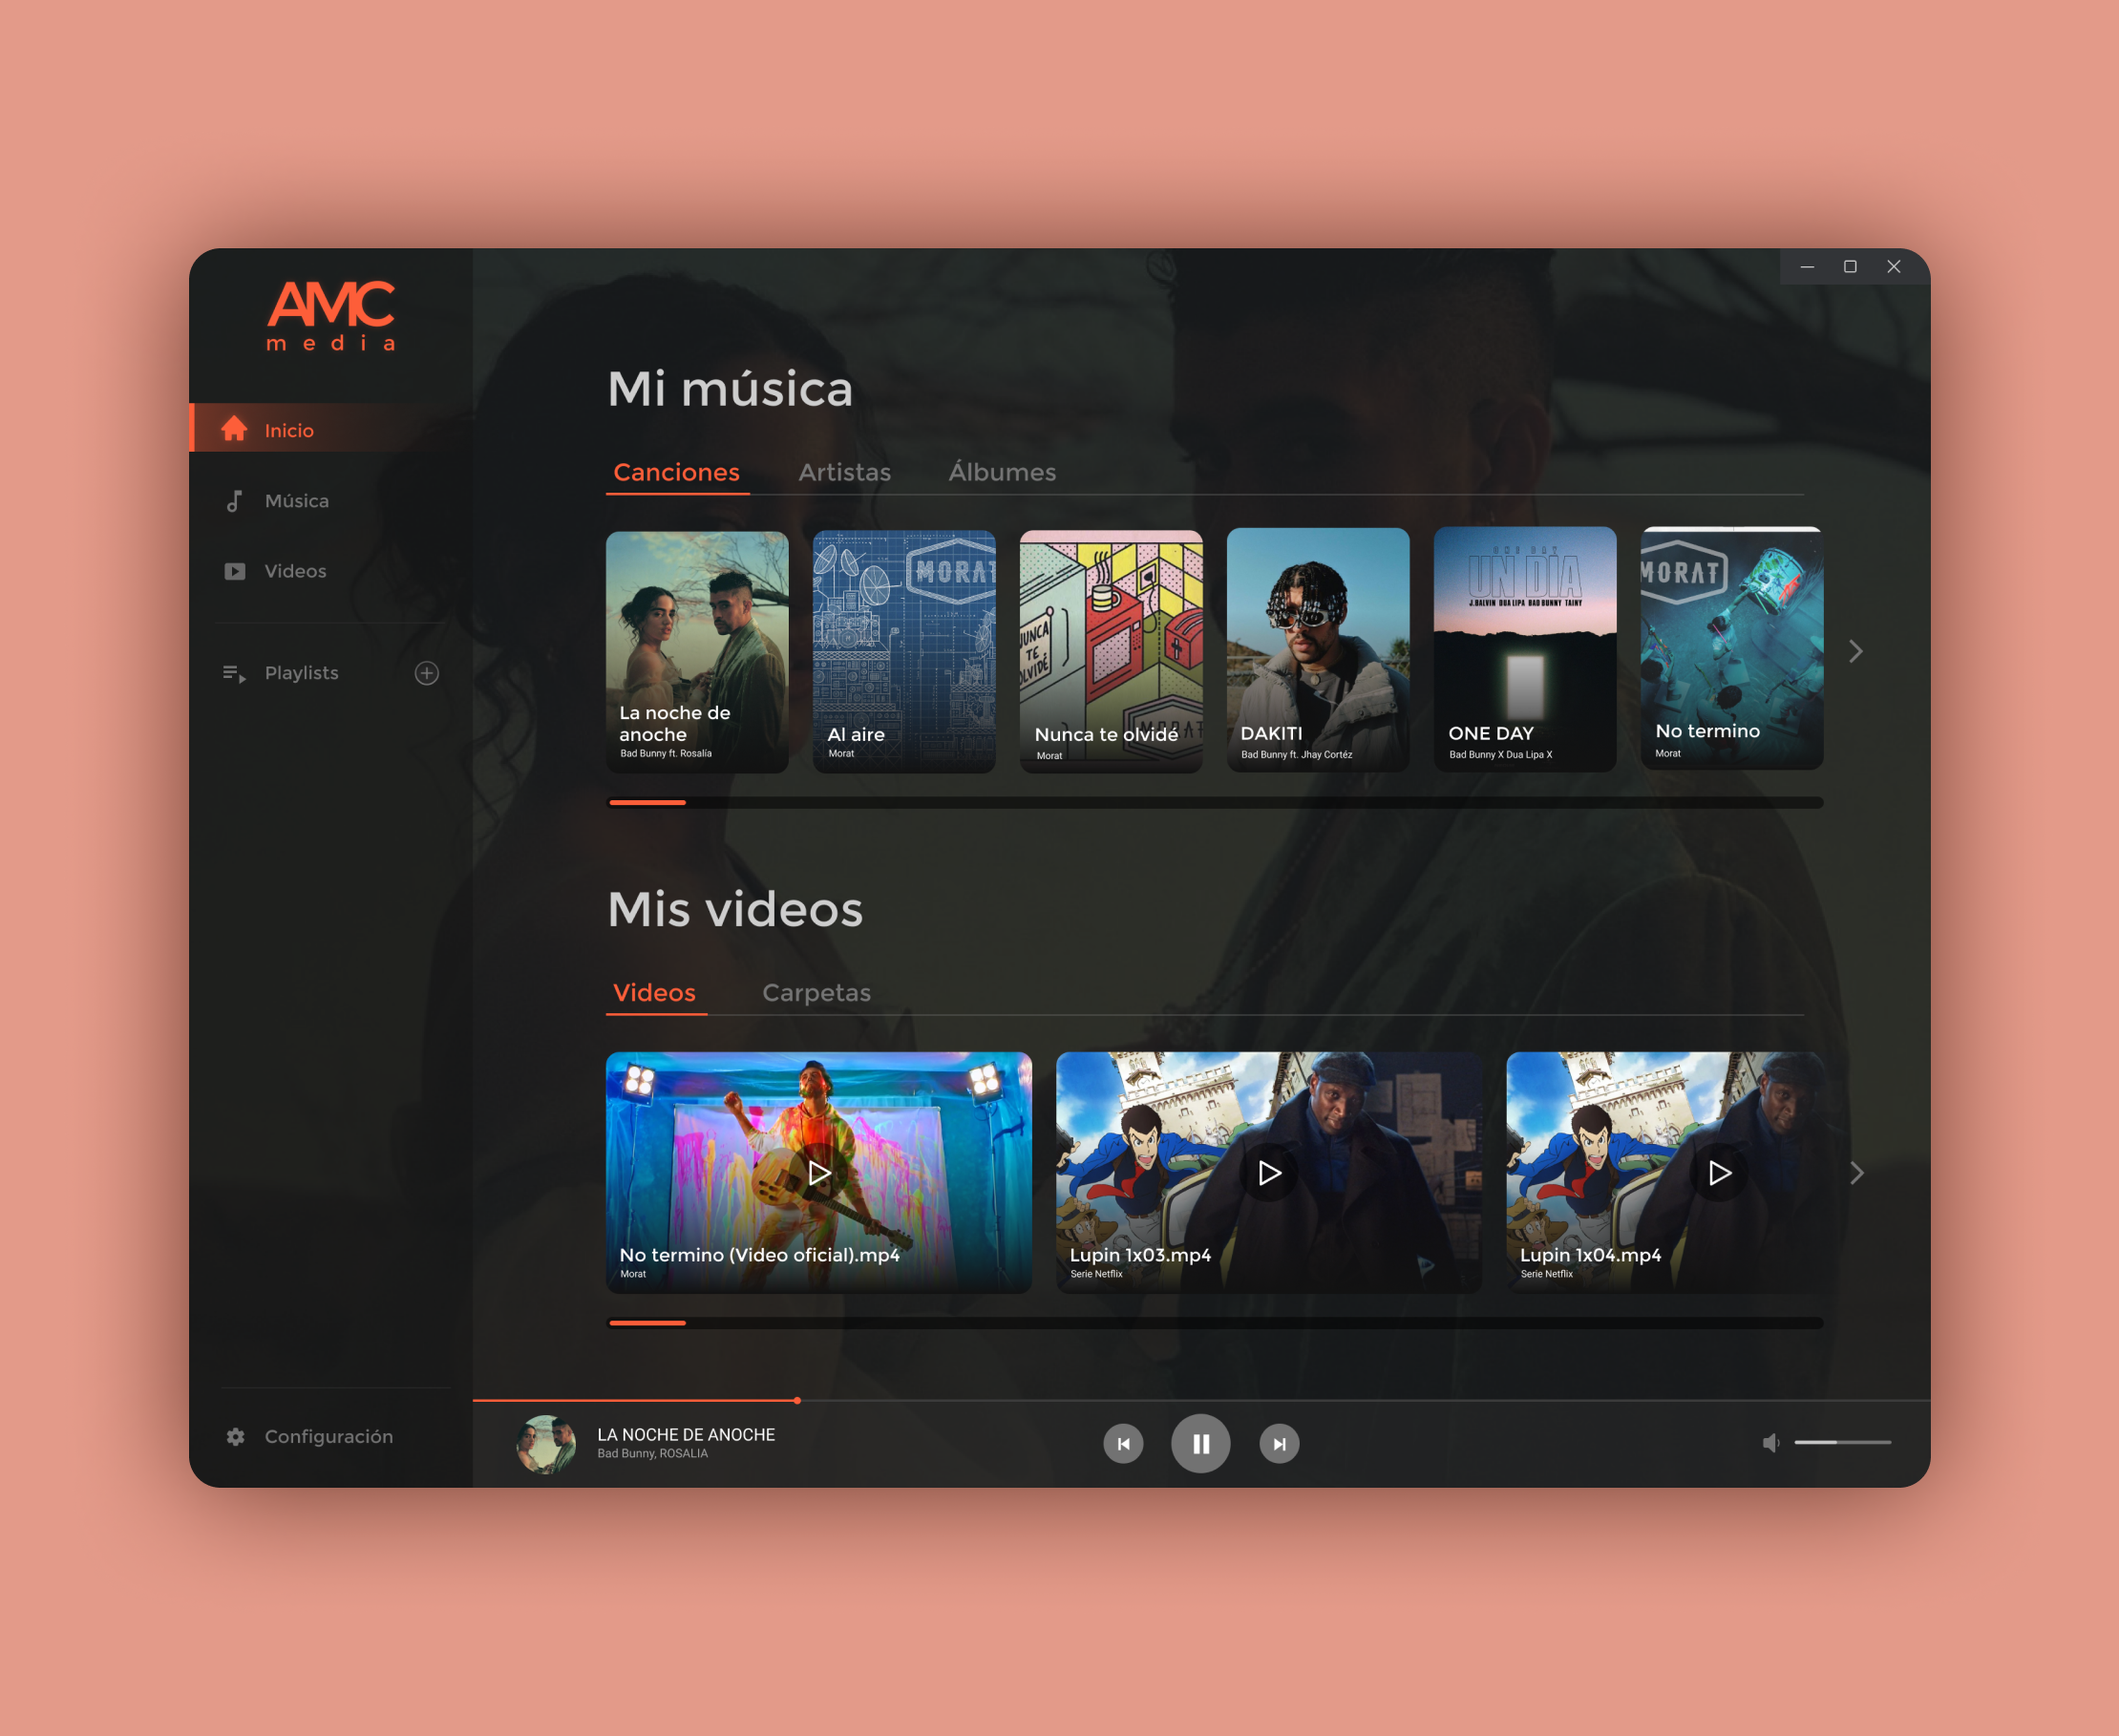 AMC
media
Inicio
Música
Videos
Playlists
Configuración
Mi música
Canciones Artistas Álbumes
La noche de
anoche
Bad Bunny ft. Rosalía
MORAT
Al aire
Morat
NUNCA
TE
OLVIDÉ
MORAT
Nunca te olvidé
Morat
DAKITI
Bad Bunny ft. Jhay Cortéz
ONE DAY
UN DÍA
J.BALVIN DUA LIPA BAD BUNNY TAINY
ONE DAY
Bad Bunny X Dua Lipa X
MORAT
No termino
Morat
Mis videos
Videos Carpetas
No termino (Video oficial).mp4
Morat
Lupin 1x03.mp4
Serie Netflix
Lupin 1x04.mp4
Serie Netflix
LA NOCHE DE ANOCHE
Bad Bunny, ROSALIA